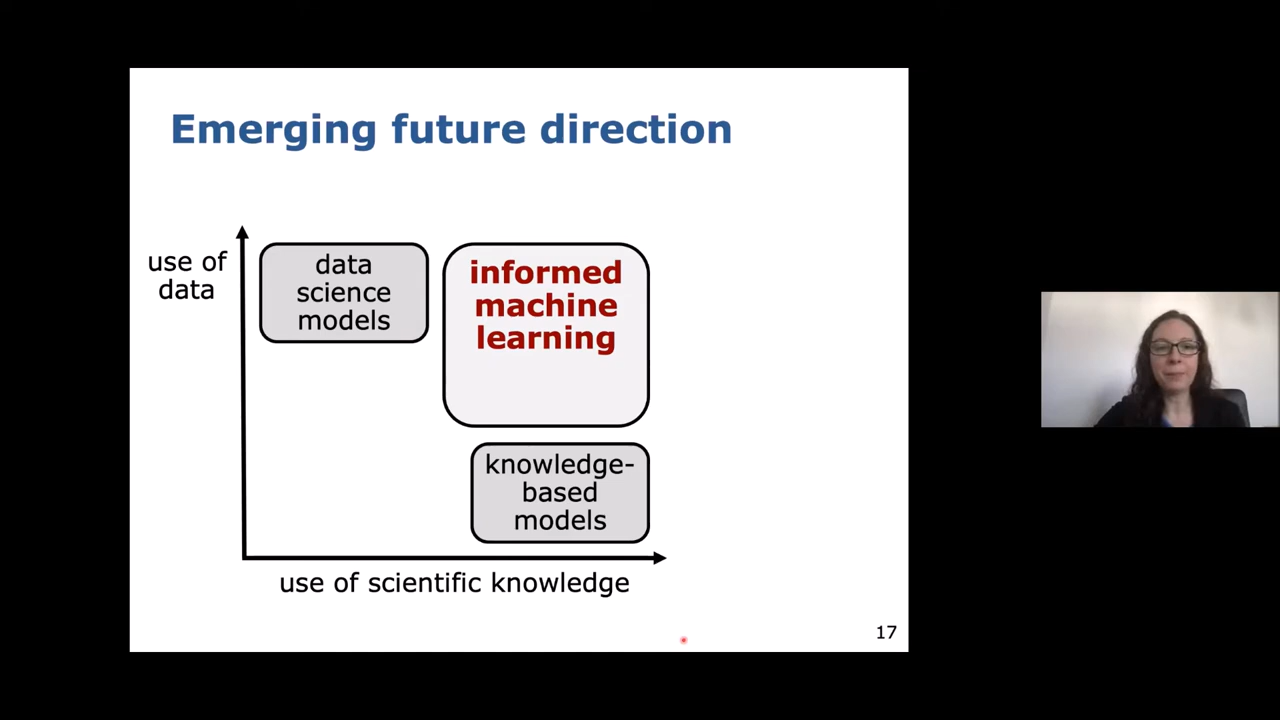 Emerging future direction
use of
data
data
science
models
informed
machine
learning
knowledge-
based
models
use of scientific knowledge
17